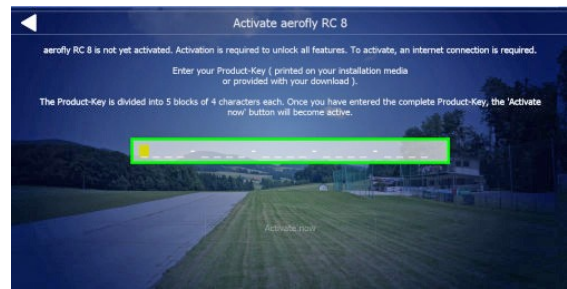 Activate aerofly RC 8
aerofly RC 8 is not yet activated. Activation is required to unlock all features. To activate, an internet connection is required.
Enter your Product-Key ( printed on your installation media
or provided with your download ).
The Product-Key is divided into 5 blocks of 4 characters each. Once you have entered the complete Product-Key, the 'Activate
now' button will become active.
_ _ _ _ - _ _ _ _ - _ _ _ _ - _ _ _ _ - _ _ _ _
Activate now